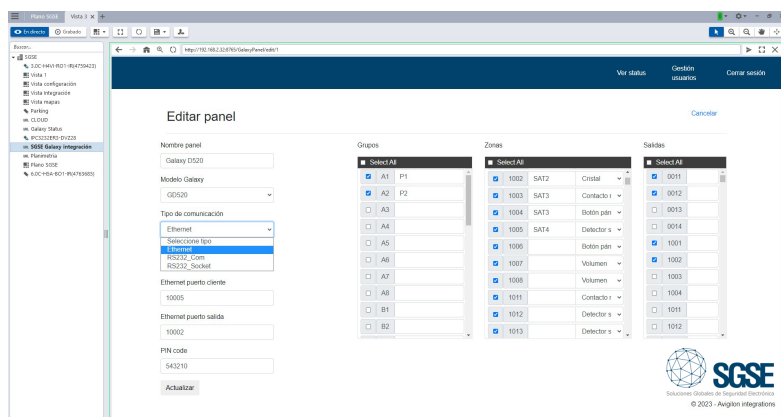 Plano SGSE
Vista 3
En directo
Grabado
Buscar...
SGSE
3.0C-H4VI-RO1-IR(4759423)
Vista 1
Vista configuración
Vista integración
Vista mapas
Parking
CLOUD
Galaxy Status
IPC3232ER3-DVZ28
SGSE Galaxy Integración
Planimetria
Plano SGSE
6.0C-H5A-BO1-IR(4763685)
http://192.168.2.32:8765/GalaxyPanel/edit/1
Ver status
Gestión usuarios
Cerrar sesión
Editar panel
Cancelar
Nombre panel
Galaxy D520
Modelo Galaxy
GD520
Tipo de comunicación
Ethernet
Seleccione tipo
Ethernet
RS232_Com
RS232_Socket
Ethernet puerto cliente
10005
Ethernet puerto salida
10002
PIN code
543210
Actualizar
Grupos
Select All
A1 P1
A2 P2
A3
A4
A5
A6
A7
A8
B1
B2
Zonas
Select All
1002 SAT2 Cristal
1003 SAT3 Contacto r
1004 SAT3 Botón pán
1005 SAT4 Detector s
1006 Botón pán
1007 Volumen
1008 Volumen
1011 Contacto r
1012 Detector s
1013 Detector s
Salidas
Select All
0011
0012
0013
0014
1001
1002
1003
1004
1011
1012
SGSE
Soluciones Globales de Seguridad Electrónica
© 2023 - Avigilon integrations